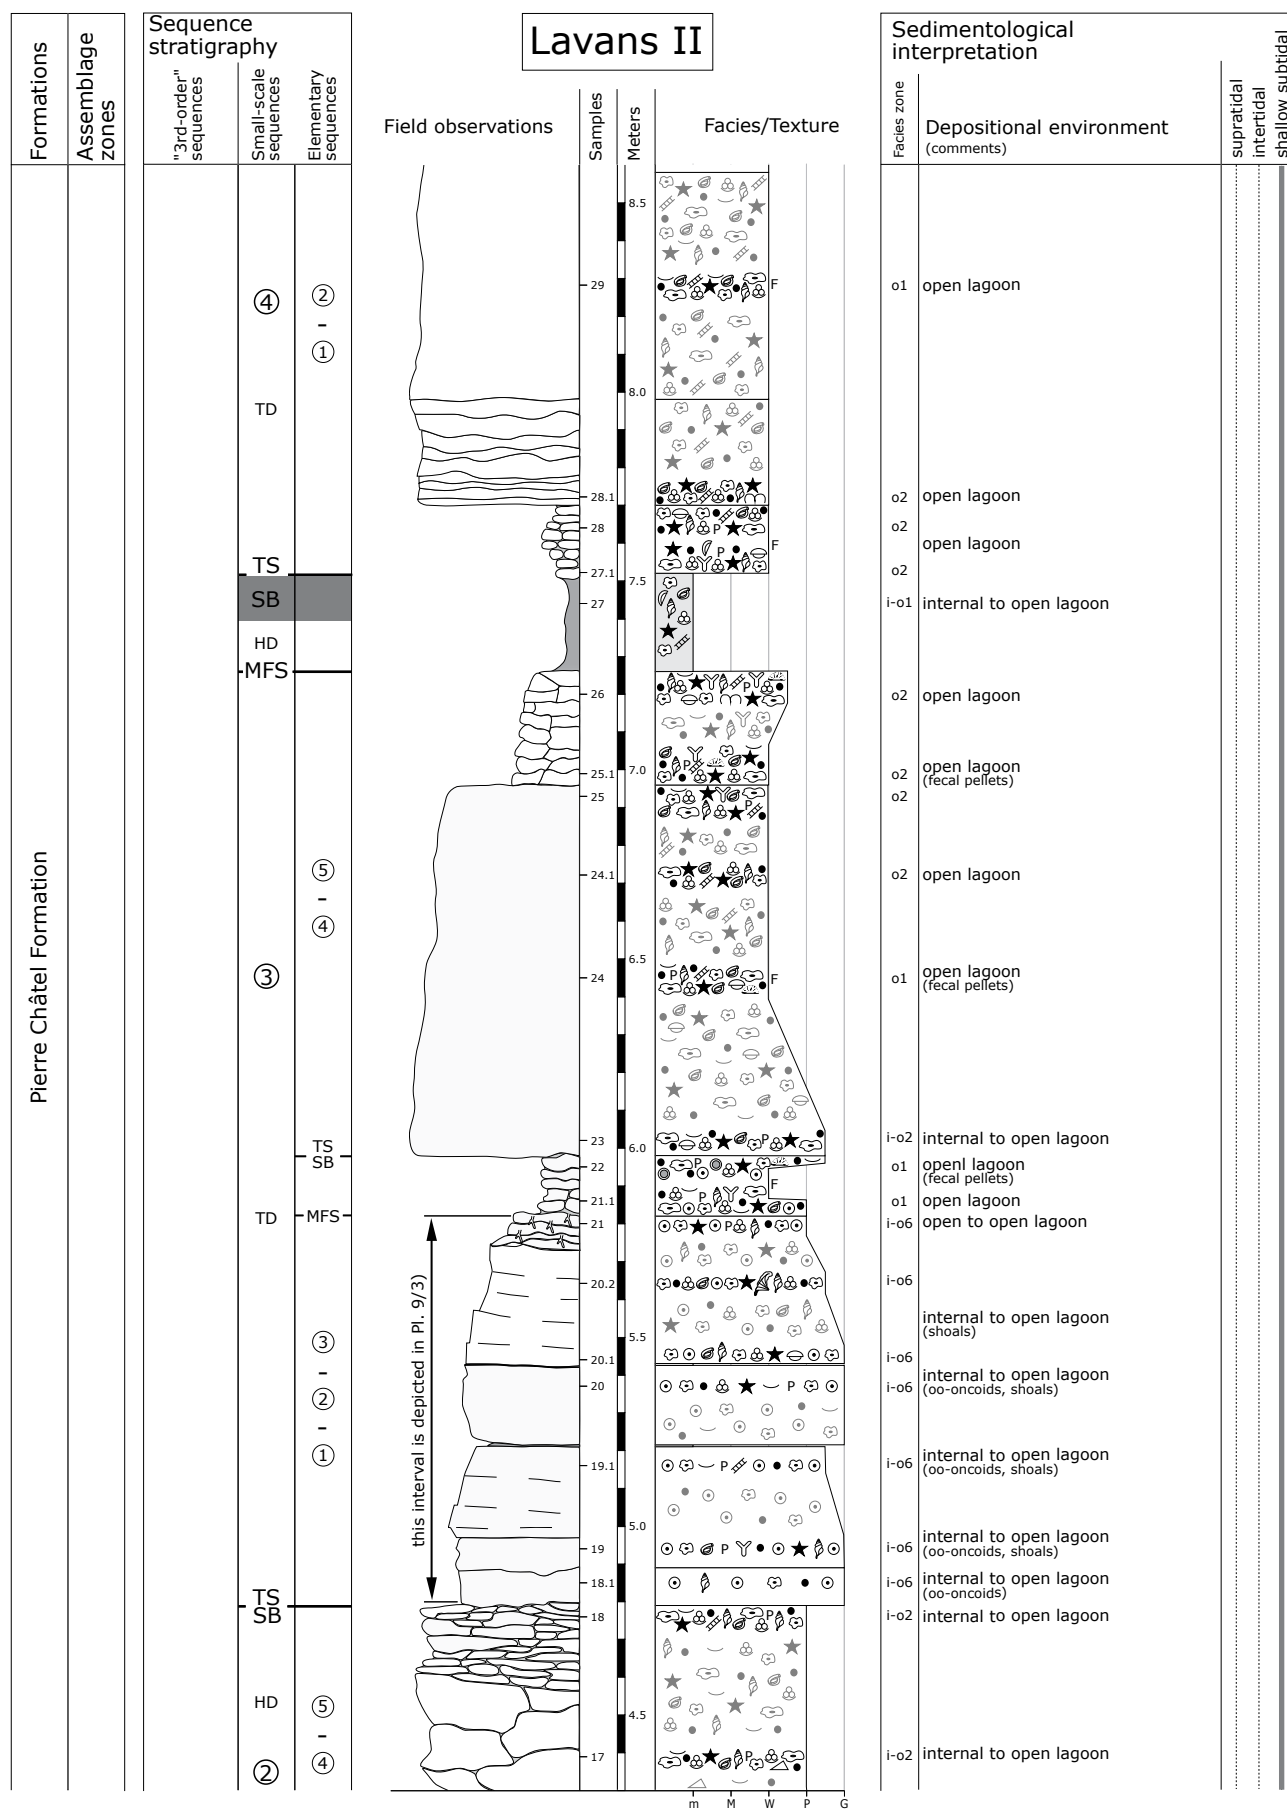 Lavans II
Formations
Assemblage
zones
Sequence
stratigraphy
"3rd-order"
sequences
Small-scale
sequences
Elementary
sequences
Field observations
Samples
Meters
Facies/Texture
Sedimentological
interpretation
Facies zone
Depositional environment
(comments)
supratidal
intertidal
shallow subtidal
Pierre Châtel Formation
4
TD
TS
SB
HD
MFS
3
TD
TS
SB
HD
2
2
-
1
5
-
4
TS
SB
MFS
3
-
2
-
1
5
-
4
this interval is depicted in Pl. 9/3)
29
28.1
28
27.1
27
26
25.1
25
24.1
24
23
22
21.1
21
20.2
20.1
20
19.1
19
18.1
18
17
8.5
8.0
7.5
7.0
6.5
6.0
5.5
5.0
4.5
F
P
P
F
P
P
P
P
F
P
P
F
P
P
P
P
P
P
P
m
M
W
P
G
o1 open lagoon
o2 open lagoon
o2
open lagoon
o2
i-o1 internal to open lagoon
o2 open lagoon
o2 open lagoon
(fecal pellets)
o2
o2 open lagoon
o1 open lagoon
(fecal pellets)
i-o2 internal to open lagoon
o1 openl lagoon
(fecal pellets)
o1 open lagoon
i-o6 open to open lagoon
i-o6
internal to open lagoon
(shoals)
i-o6
i-o6 internal to open lagoon
(oo-oncoids, shoals)
i-o6 internal to open lagoon
(oo-oncoids, shoals)
i-o6 internal to open lagoon
(oo-oncoids, shoals)
i-o6 internal to open lagoon
(oo-oncoids)
i-o2 internal to open lagoon
i-o2 internal to open lagoon